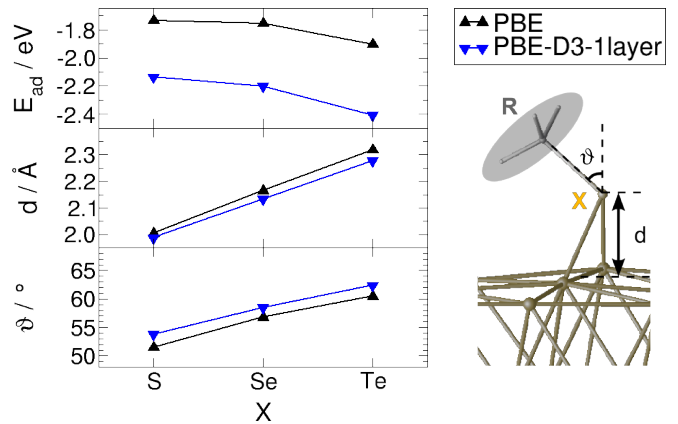 E_ad / eV
-1.8
-2.0
-2.2
-2.4
d / Å
2.3
2.2
2.1
2.0
ϑ / °
65
60
55
50
S Se Te
X
PBE
PBE-D3-1layer
R
ϑ
X
d